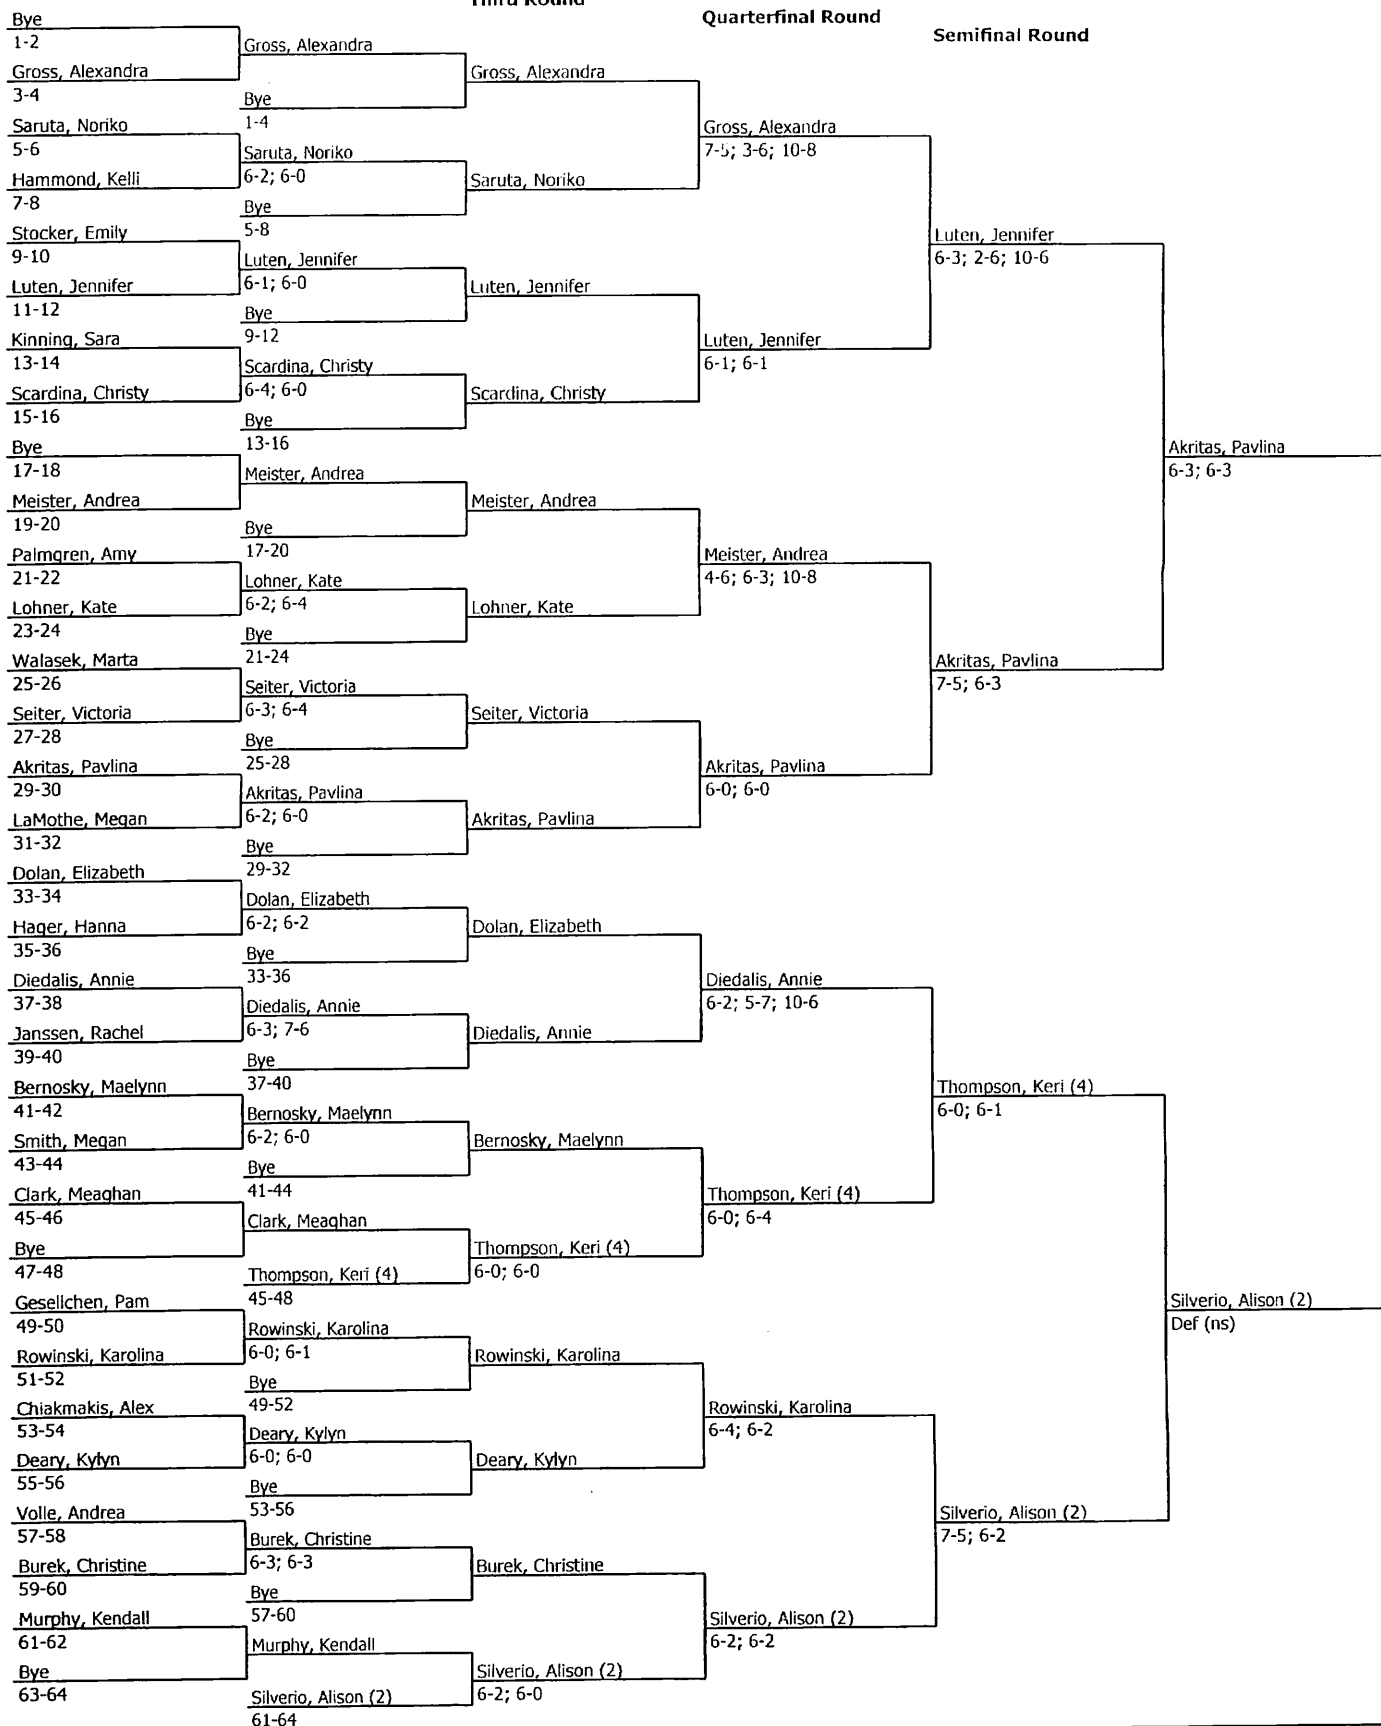 Third Round
Quarterfinal Round
Semifinal Round
Bye
1-2
Gross, Alexandra
3-4
Saruta, Noriko
5-6
Hammond, Kelli
7-8
Stocker, Emily
9-10
Luten, Jennifer
11-12
Kinning, Sara
13-14
Scardina, Christy
15-16
Bye
17-18
Meister, Andrea
19-20
Palmgren, Amy
21-22
Lohner, Kate
23-24
Walasek, Marta
25-26
Seiter, Victoria
27-28
Akritas, Pavlina
29-30
LaMothe, Megan
31-32
Dolan, Elizabeth
33-34
Hager, Hanna
35-36
Diedalis, Annie
37-38
Janssen, Rachel
39-40
Bernosky, Maelynn
41-42
Smith, Megan
43-44
Clark, Meaghan
45-46
Bye
47-48
Gesellchen, Pam
49-50
Rowinski, Karolina
51-52
Chiakmakis, Alex
53-54
Deary, Kylyn
55-56
Volle, Andrea
57-58
Burek, Christine
59-60
Murphy, Kendall
61-62
Bye
63-64
Gross, Alexandra
Bye
1-4
Saruta, Noriko
6-2; 6-0
Bye
5-8
Luten, Jennifer
6-1; 6-0
Bye
9-12
Scardina, Christy
6-4; 6-0
Bye
13-16
Meister, Andrea
Bye
17-20
Lohner, Kate
6-2; 6-4
Bye
21-24
Seiter, Victoria
6-3; 6-4
Bye
25-28
Akritas, Pavlina
6-2; 6-0
Bye
29-32
Dolan, Elizabeth
6-2; 6-2
Bye
33-36
Diedalis, Annie
6-3; 7-6
Bye
37-40
Bernosky, Maelynn
6-2; 6-0
Bye
41-44
Clark, Meaghan
Thompson, Keri (4)
45-48
Rowinski, Karolina
6-0; 6-1
Bye
49-52
Deary, Kylyn
6-0; 6-0
Bye
53-56
Burek, Christine
6-3; 6-3
Bye
57-60
Murphy, Kendall
Silverio, Alison (2)
61-64
Gross, Alexandra
Saruta, Noriko
Luten, Jennifer
Scardina, Christy
Meister, Andrea
Lohner, Kate
Seiter, Victoria
Akritas, Pavlina
Dolan, Elizabeth
Diedalis, Annie
Bernosky, Maelynn
Thompson, Keri (4)
6-0; 6-0
Rowinski, Karolina
Deary, Kylyn
Burek, Christine
Silverio, Alison (2)
6-2; 6-0
Gross, Alexandra
7-5; 3-6; 10-8
Luten, Jennifer
6-1; 6-1
Meister, Andrea
4-6; 6-3; 10-8
Akritas, Pavlina
6-0; 6-0
Diedalis, Annie
6-2; 5-7; 10-6
Thompson, Keri (4)
6-0; 6-4
Rowinski, Karolina
6-4; 6-2
Silverio, Alison (2)
6-2; 6-2
Luten, Jennifer
6-3; 2-6; 10-6
Akritas, Pavlina
7-5; 6-3
Thompson, Keri (4)
6-0; 6-1
Silverio, Alison (2)
7-5; 6-2
Akritas, Pavlina
6-3; 6-3
Silverio, Alison (2)
Def (ns)